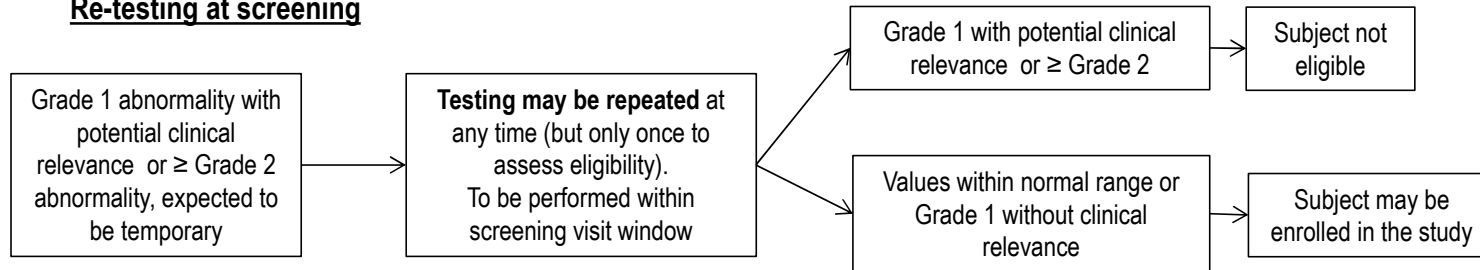 Re-testing at screening
Grade 1 abnormality with
potential clinical
relevance or ≥ Grade 2
abnormality, expected to
be temporary
Testing may be repeated at
any time (but only once to
assess eligibility).
To be performed within
screening visit window
Grade 1 with potential clinical
relevance or ≥ Grade 2
Subject not
eligible
Values within normal range or
Grade 1 without clinical
relevance
Subject may be
enrolled in the study